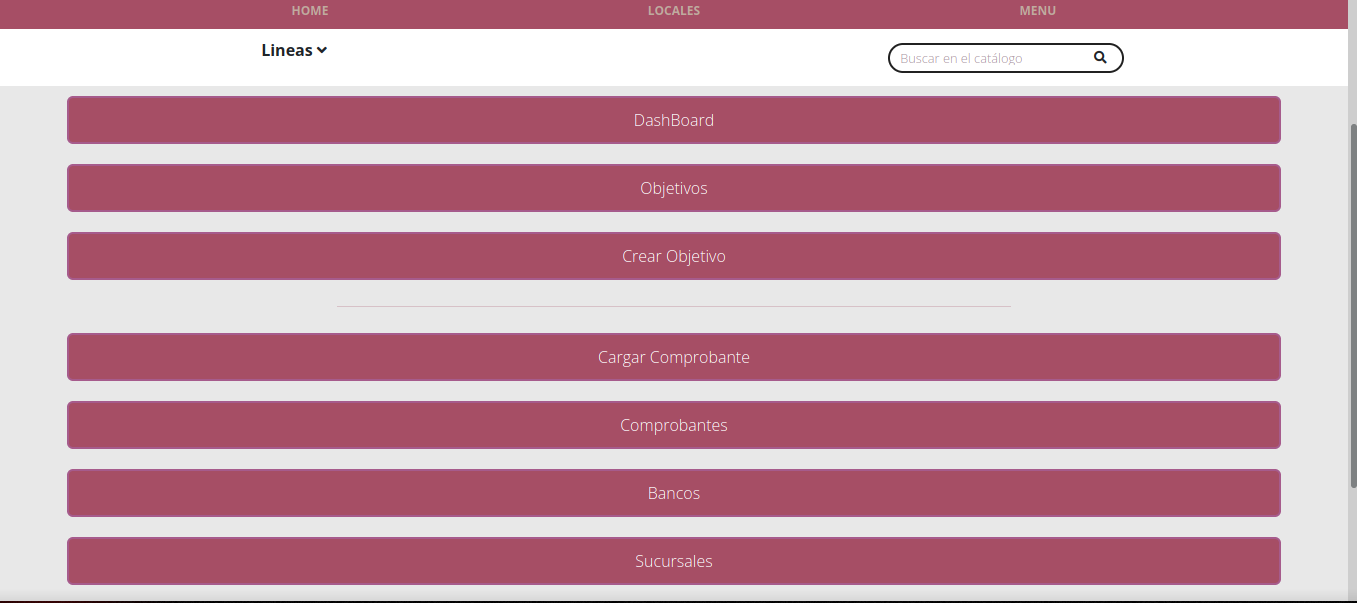 HOME LOCALES MENU
Lineas Buscar en el catálogo
DashBoard
Objetivos
Crear Objetivo
Cargar Comprobante
Comprobantes
Bancos
Sucursales